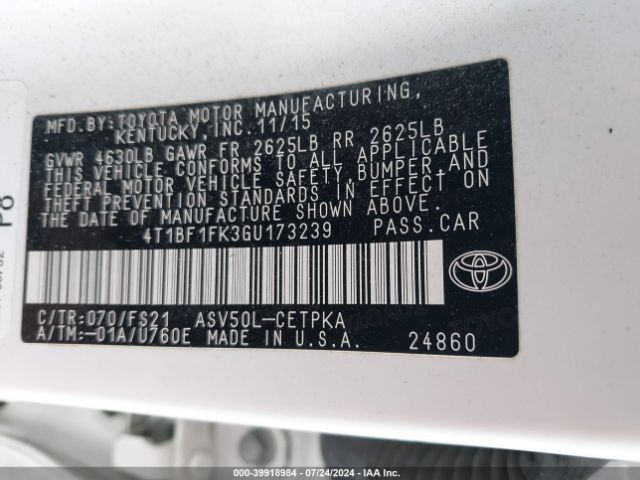 MFD.BY:TOYOTA MOTOR MANUFACTURING,
KENTUCKY,INC.11/15
GVWR 4630LB GAWR FR 2625LB RR 2625LB
THIS VEHICLE CONFORMS TO ALL APPLICABLE
FEDERAL MOTOR VEHICLE SAFETY,BUMPER,AND
THEFT PREVENTION STANDARDS IN EFFECT ON
THE DATE OF MANUFACTURE SHOWN ABOVE.
4T1BF1FK3GU173239 PASS.CAR
C/TR:070/FS21 ASV50L-CETPKA
A/TM:-01A/U760E MADE IN U.S.A. 24860
P8
000-39918984 / 07/24/2024 / IAA Inc.